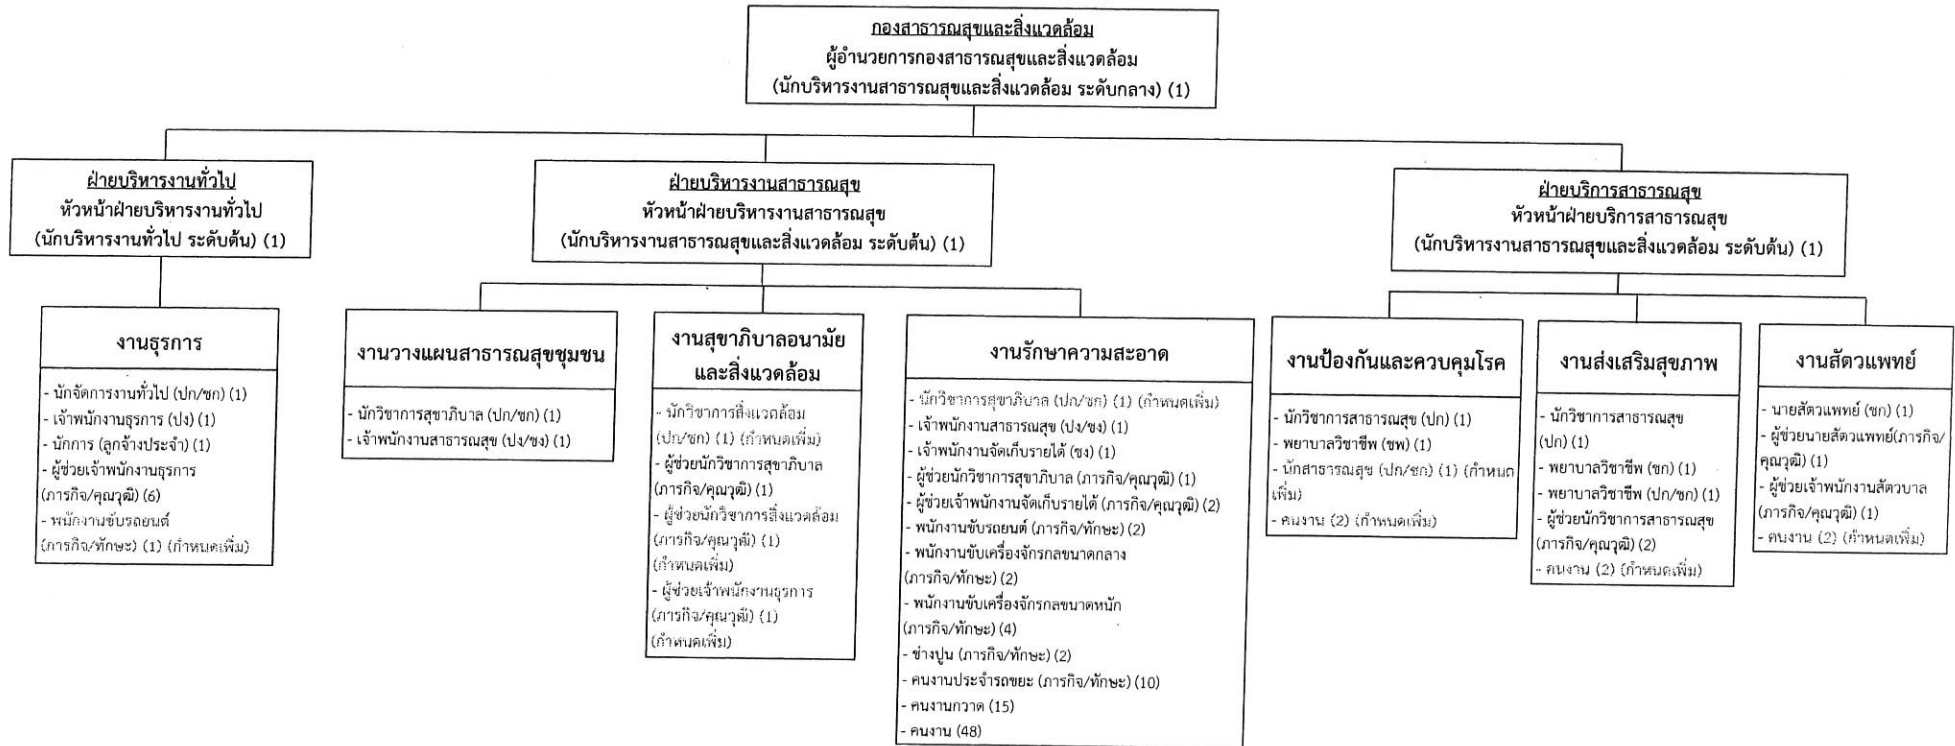 กองสาธารณสุขและสิ่งแวดล้อม
ผู้อำนวยการกองสาธารณสุขและสิ่งแวดล้อม
(นักบริหารงานสาธารณสุขและสิ่งแวดล้อม ระดับกลาง) (1)
ฝ่ายบริหารงานทั่วไป
หัวหน้าฝ่ายบริหารงานทั่วไป
(นักบริหารงานทั่วไป ระดับต้น) (1)
ฝ่ายบริหารงานสาธารณสุข
หัวหน้าฝ่ายบริหารงานสาธารณสุข
(นักบริหารงานสาธารณสุขและสิ่งแวดล้อม ระดับต้น) (1)
ฝ่ายบริการสาธารณสุข
หัวหน้าฝ่ายบริการสาธารณสุข
(นักบริหารงานสาธารณสุขและสิ่งแวดล้อม ระดับต้น) (1)
งานธุรการ
- นักจัดการงานทั่วไป (ปก/ชก) (1)
- เจ้าพนักงานธุรการ (ปง) (1)
- นักการ (ลูกจ้างประจำ) (1)
- ผู้ช่วยเจ้าพนักงานธุรการ
(ภารกิจ/คุณวุฒิ) (6)
- พนักงานขับรถยนต์
(ภารกิจ/ทักษะ) (1) (กำหนดเพิ่ม)
งานวางแผนสาธารณสุขชุมชน
- นักวิชาการสุขาภิบาล (ปก/ชก) (1)
- เจ้าพนักงานสาธารณสุข (ปง/ชง) (1)
งานสุขาภิบาลอนามัย
และสิ่งแวดล้อม
- นักวิชาการสิ่งแวดล้อม
(ปก/ชก) (1) (กำหนดเพิ่ม)
- ผู้ช่วยนักวิชาการสุขาภิบาล
(ภารกิจ/คุณวุฒิ) (1)
- ผู้ช่วยนักวิชาการสิ่งแวดล้อม
(ภารกิจ/คุณวุฒิ) (1)
(กำหนดเพิ่ม)
- ผู้ช่วยเจ้าพนักงานธุรการ
(ภารกิจ/คุณวุฒิ) (1)
(กำหนดเพิ่ม)
งานรักษาความสะอาด
- นักวิชาการสุขาภิบาล (ปก/ชก) (1) (กำหนดเพิ่ม)
- เจ้าพนักงานสาธารณสุข (ปง/ชง) (1)
- เจ้าพนักงานจัดเก็บรายได้ (ชง) (1)
- ผู้ช่วยนักวิชาการสุขาภิบาล (ภารกิจ/คุณวุฒิ) (1)
- ผู้ช่วยเจ้าพนักงานจัดเก็บรายได้ (ภารกิจ/คุณวุฒิ) (2)
- พนักงานขับรถยนต์ (ภารกิจ/ทักษะ) (2)
- พนักงานขับเครื่องจักรกลขนาดกลาง
(ภารกิจ/ทักษะ) (2)
- พนักงานขับเครื่องจักรกลขนาดหนัก
(ภารกิจ/ทักษะ) (4)
- ช่างปูน (ภารกิจ/ทักษะ) (2)
- คนงานประจำรถขยะ (ภารกิจ/ทักษะ) (10)
- คนงานกวาด (15)
- คนงาน (48)
งานป้องกันและควบคุมโรค
- นักวิชาการสาธารณสุข (ปก) (1)
- พยาบาลวิชาชีพ (ชพ) (1)
- นักสาธารณสุข (ปก/ชก) (1) (กำหนด
เพิ่ม)
- คนงาน (2) (กำหนดเพิ่ม)
งานส่งเสริมสุขภาพ
- นักวิชาการสาธารณสุข
(ปก) (1)
- พยาบาลวิชาชีพ (ชก) (1)
- พยาบาลวิชาชีพ (ปก/ชก) (1)
- ผู้ช่วยนักวิชาการสาธารณสุข
(ภารกิจ/คุณวุฒิ) (2)
- คนงาน (2) (กำหนดเพิ่ม)
งานสัตวแพทย์
- นายสัตวแพทย์ (ชก) (1)
- ผู้ช่วยนายสัตวแพทย์(ภารกิจ/
คุณวุฒิ) (1)
- ผู้ช่วยเจ้าพนักงานสัตวบาล
(ภารกิจ/คุณวุฒิ) (1)
- คนงาน (2) (กำหนดเพิ่ม)